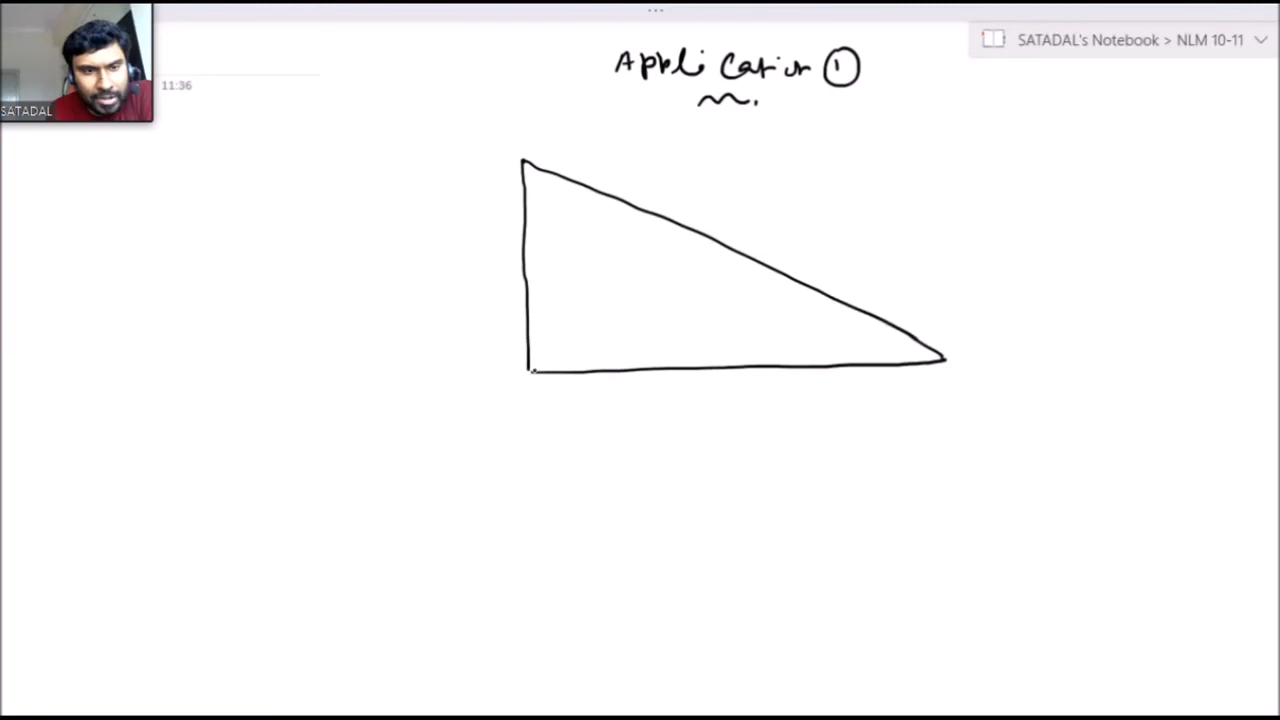 SATADAL's Notebook > NLM 10-11
Application ①
11:36
SATADAL